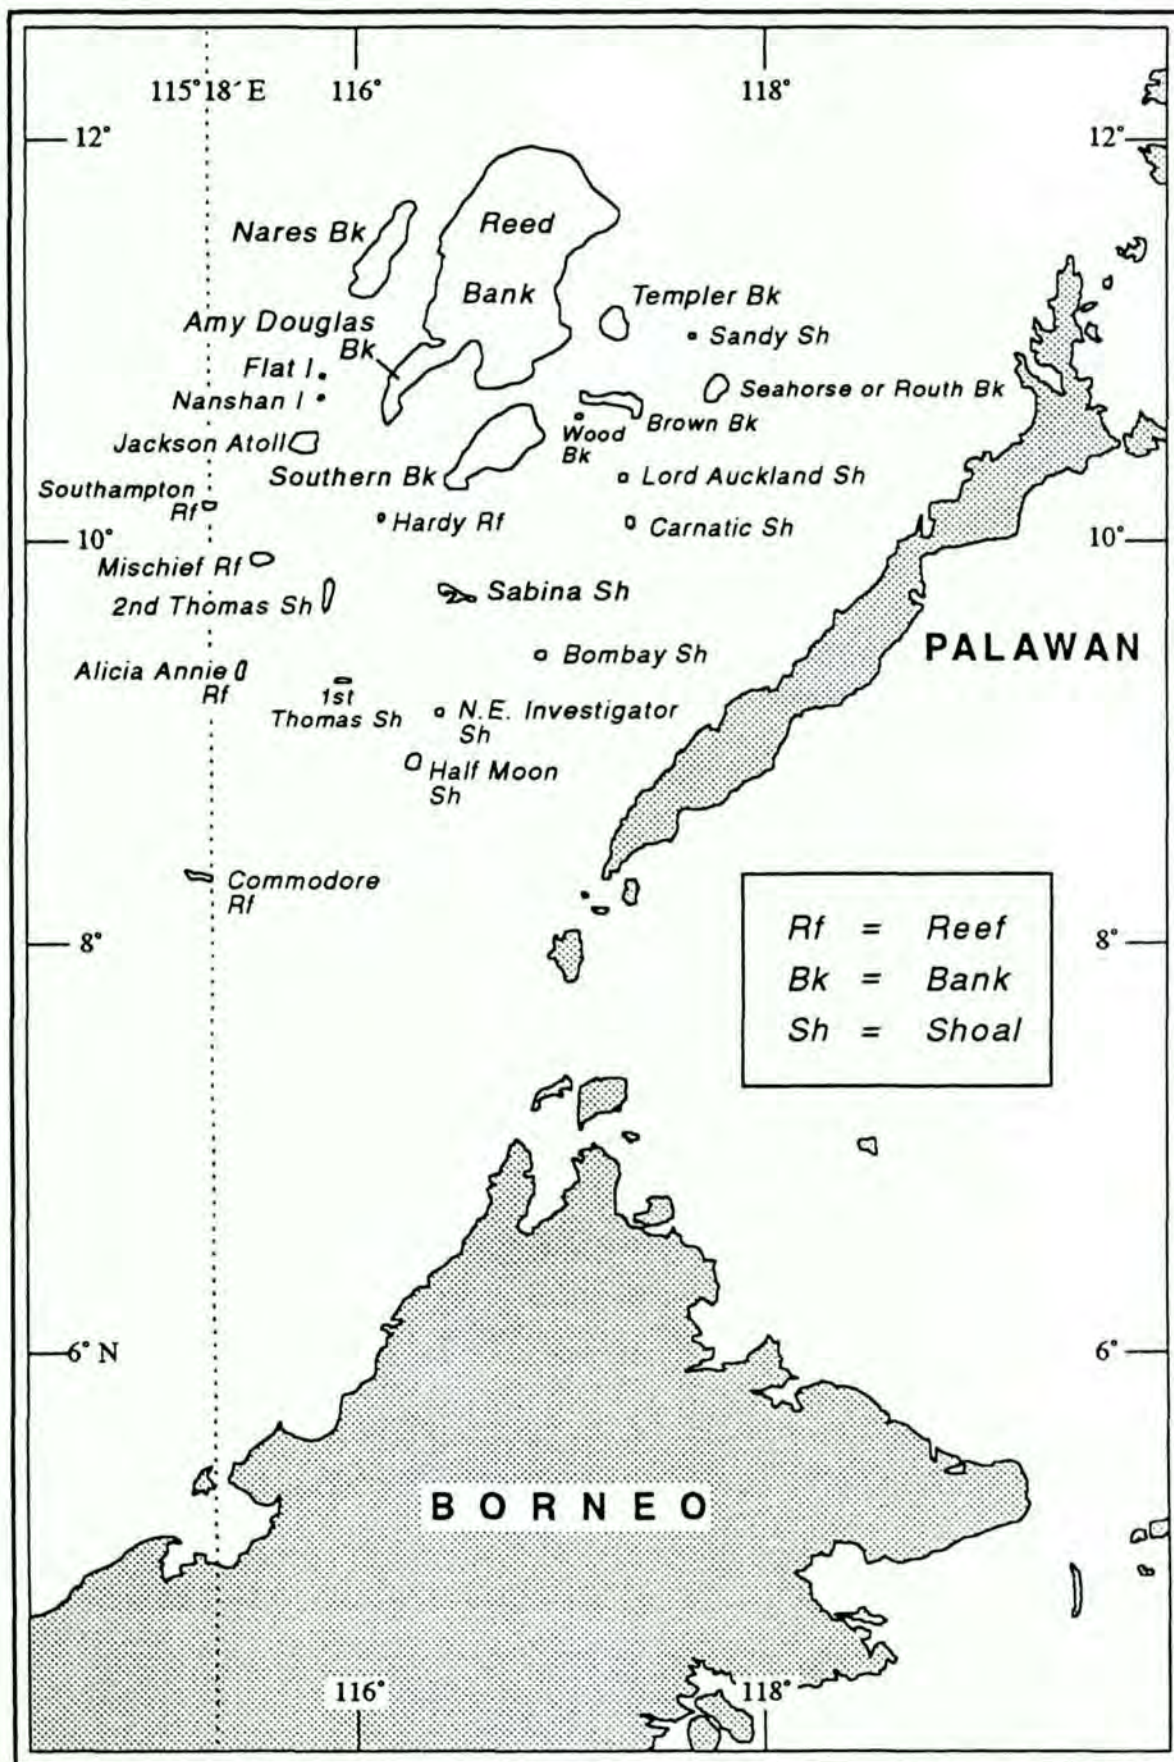 115°18´E
116°
118°
12°
12°
Nares Bk
Reed
Bank
Templer Bk
Amy Douglas
Bk
Sandy Sh
Flat I
Seahorse or Routh Bk
Nanshan I
Wood
Bk
Brown Bk
Jackson Atoll
Southern Bk
Lord Auckland Sh
Southampton
Rf
Hardy Rf
Carnatic Sh
10°
10°
Mischief Rf
2nd Thomas Sh
Sabina Sh
PALAWAN
Bombay Sh
Alicia Annie
Rf
1st
Thomas Sh
N.E. Investigator
Sh
Half Moon
Sh
Commodore
Rf
Rf = Reef
Bk = Bank
Sh = Shoal
8°
8°
6° N
6°
BORNEO
116°
118°